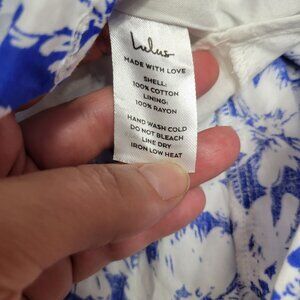 Lulus
MADE WITH LOVE
SHELL:
100% COTTON
LINING:
100% RAYON
HAND WASH COLD
DO NOT BLEACH
LINE DRY
IRON LOW HEAT